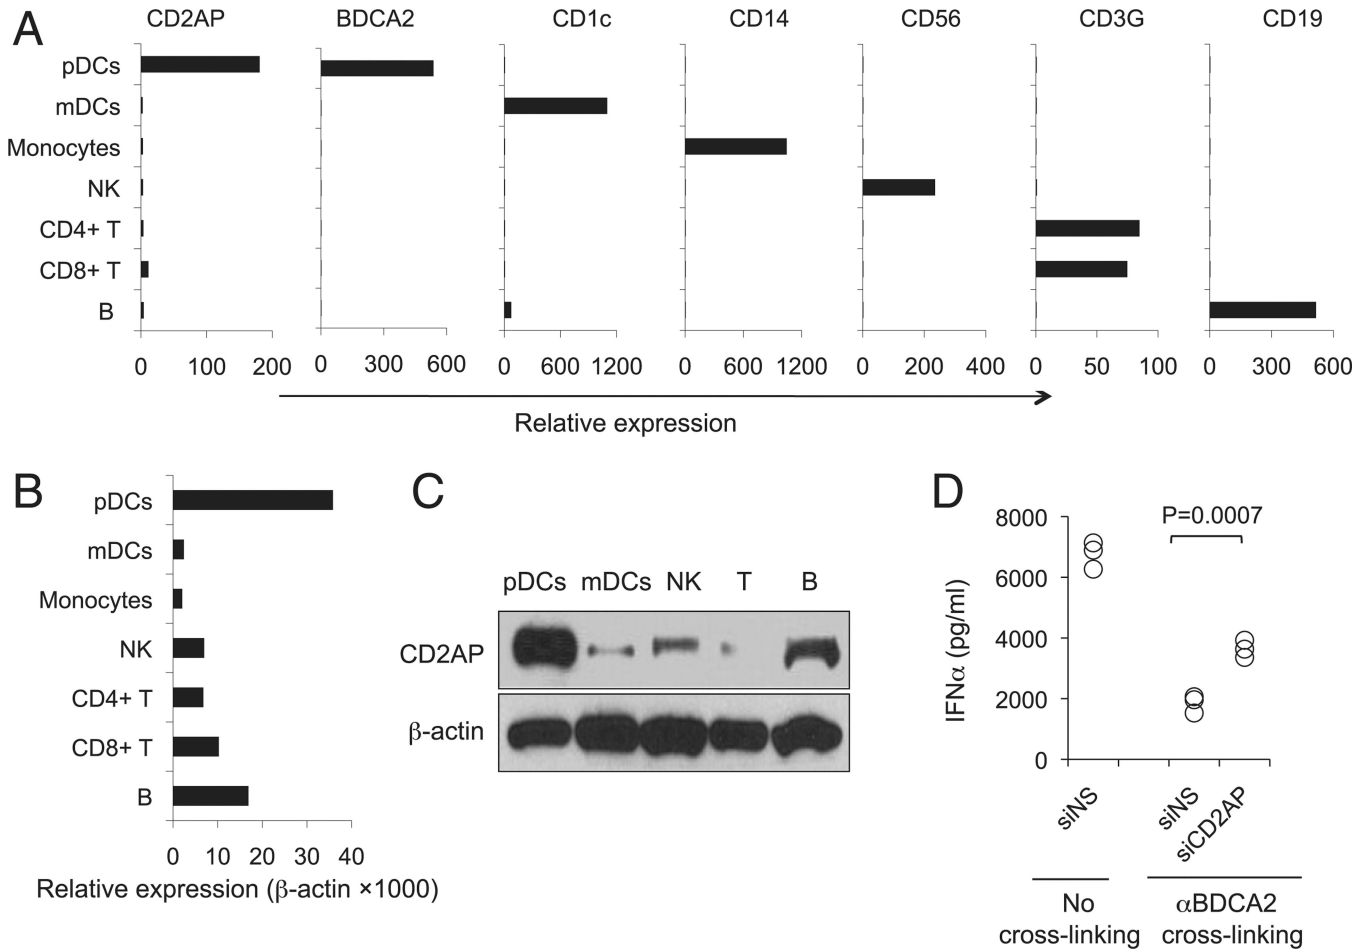 A
CD2AP BDCA2 CD1c CD14 CD56 CD3G CD19
pDCs
mDCs
Monocytes
NK
CD4+ T
CD8+ T
B
0 100 200 0 300 600 0 600 1200 0 600 1200 0 200 400 0 50 100 0 300 600
Relative expression
B
pDCs
mDCs
Monocytes
NK
CD4+ T
CD8+ T
B
0 10 20 30 40
Relative expression (β-actin ×1000)
C
pDCs mDCs NK T B
CD2AP
β-actin
D
P=0.0007
IFNα (pg/ml)
8000
6000
4000
2000
0
siNS
siNS
siCD2AP
No
cross-linking
αBDCA2
cross-linking